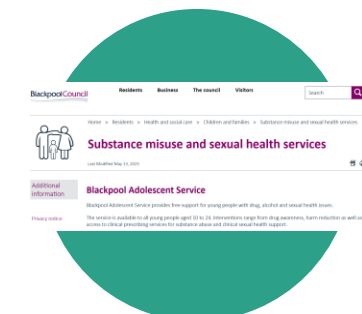 BlackpoolCouncil
Residents Business The council Visitors
Search
Home » Residents » Health and social care » Children and families » Substance misuse and sexual health services
Substance misuse and sexual health services
Last Modified May 13, 2025
Additional information
Privacy notice
Blackpool Adolescent Service
Blackpool Adolescent Service provides free support for young people with drug, alcohol and sexual health issues.
The service is available to all young people aged 10 to 24. Interventions range from drug awareness, harm reduction as well as
access to clinical prescribing services for substance abuse and clinical sexual health support.